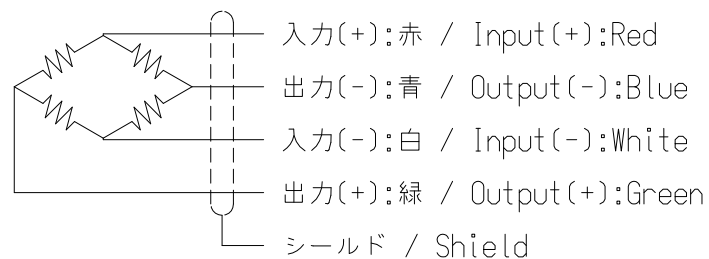 入力(+):赤 / Input(+):Red
出力(-):青 / Output(-):Blue
入力(-):白 / Input(-):White
出力(+):緑 / Output(+):Green
シールド / Shield